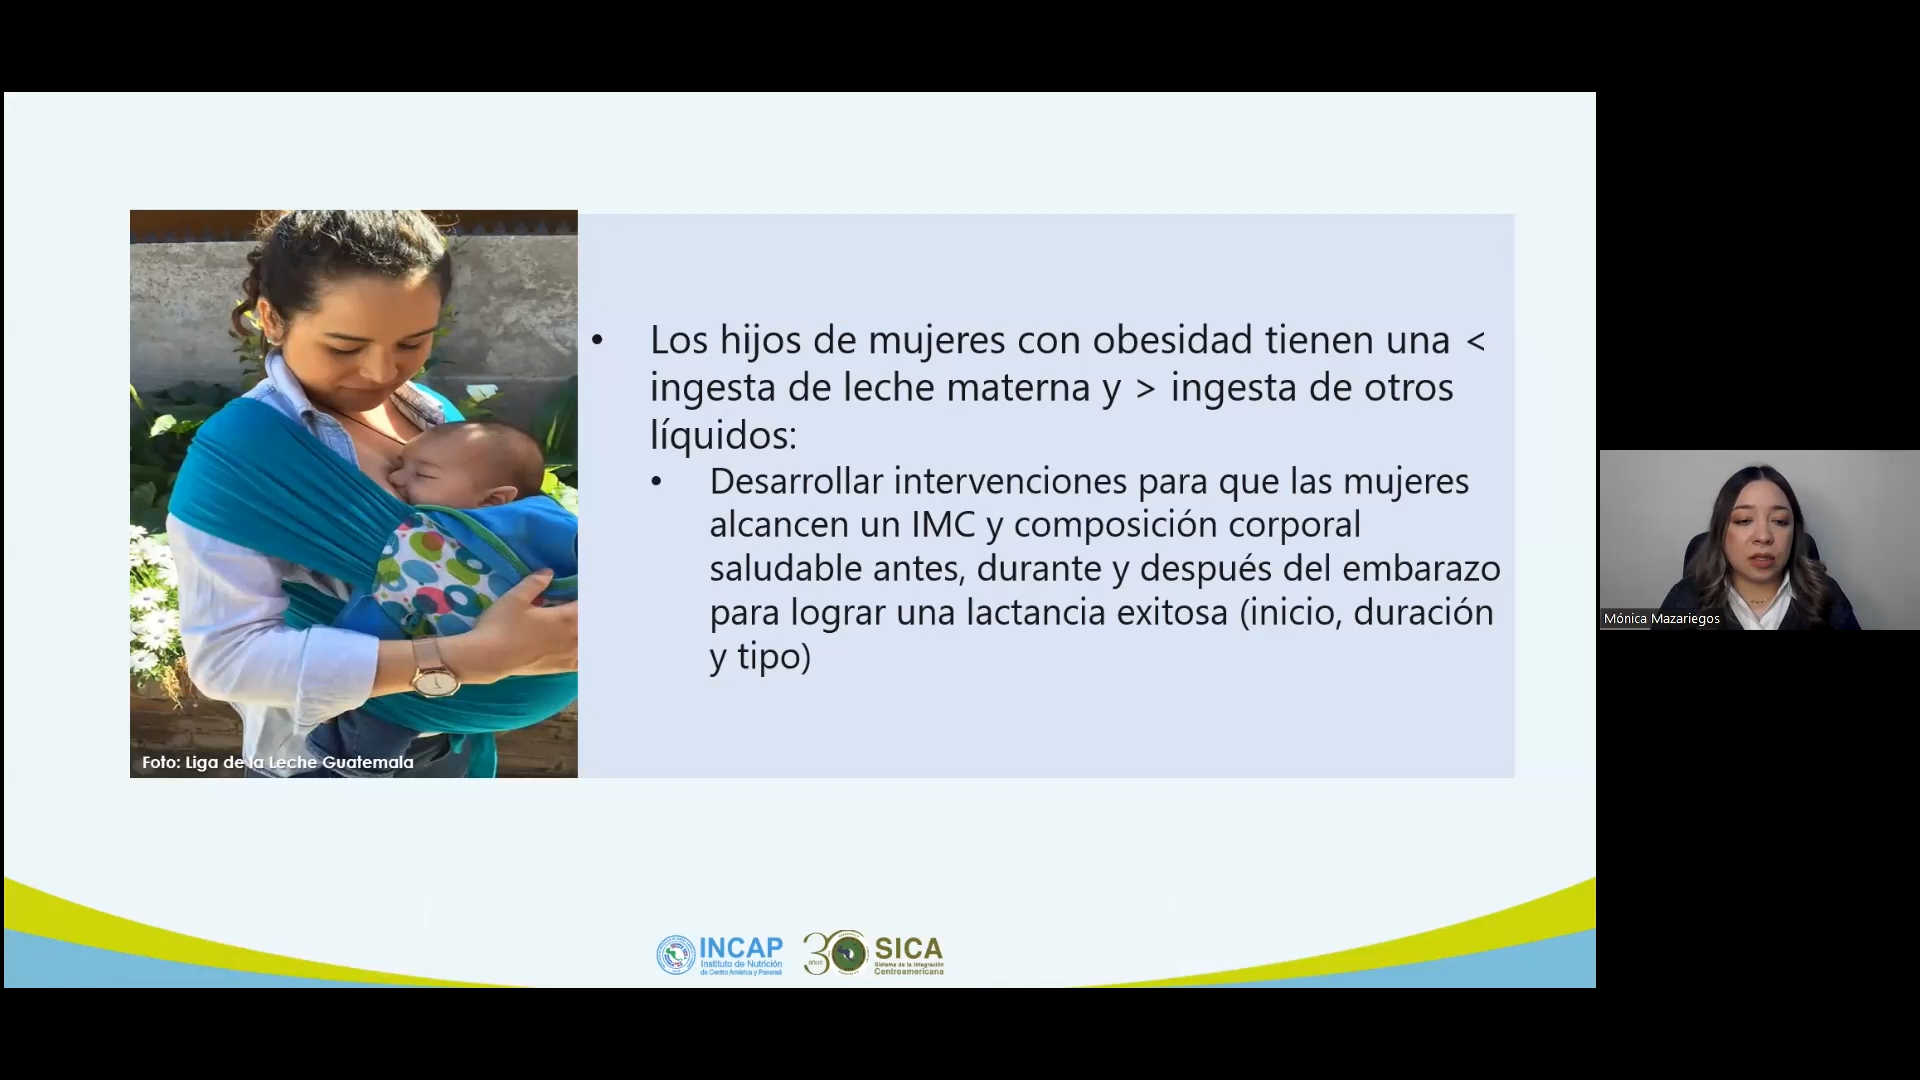 • Los hijos de mujeres con obesidad tienen una <
ingesta de leche materna y > ingesta de otros
líquidos:
• Desarrollar intervenciones para que las mujeres
alcancen un IMC y composición corporal
saludable antes, durante y después del embarazo
para lograr una lactancia exitosa (inicio, duración
y tipo)
Foto: Liga de la Leche Guatemala
Mónica Mazariegos
INCAP
Instituto de Nutrición
de Centro América y Panamá
30
años
SICA
Sistema de la Integración
Centroamericana